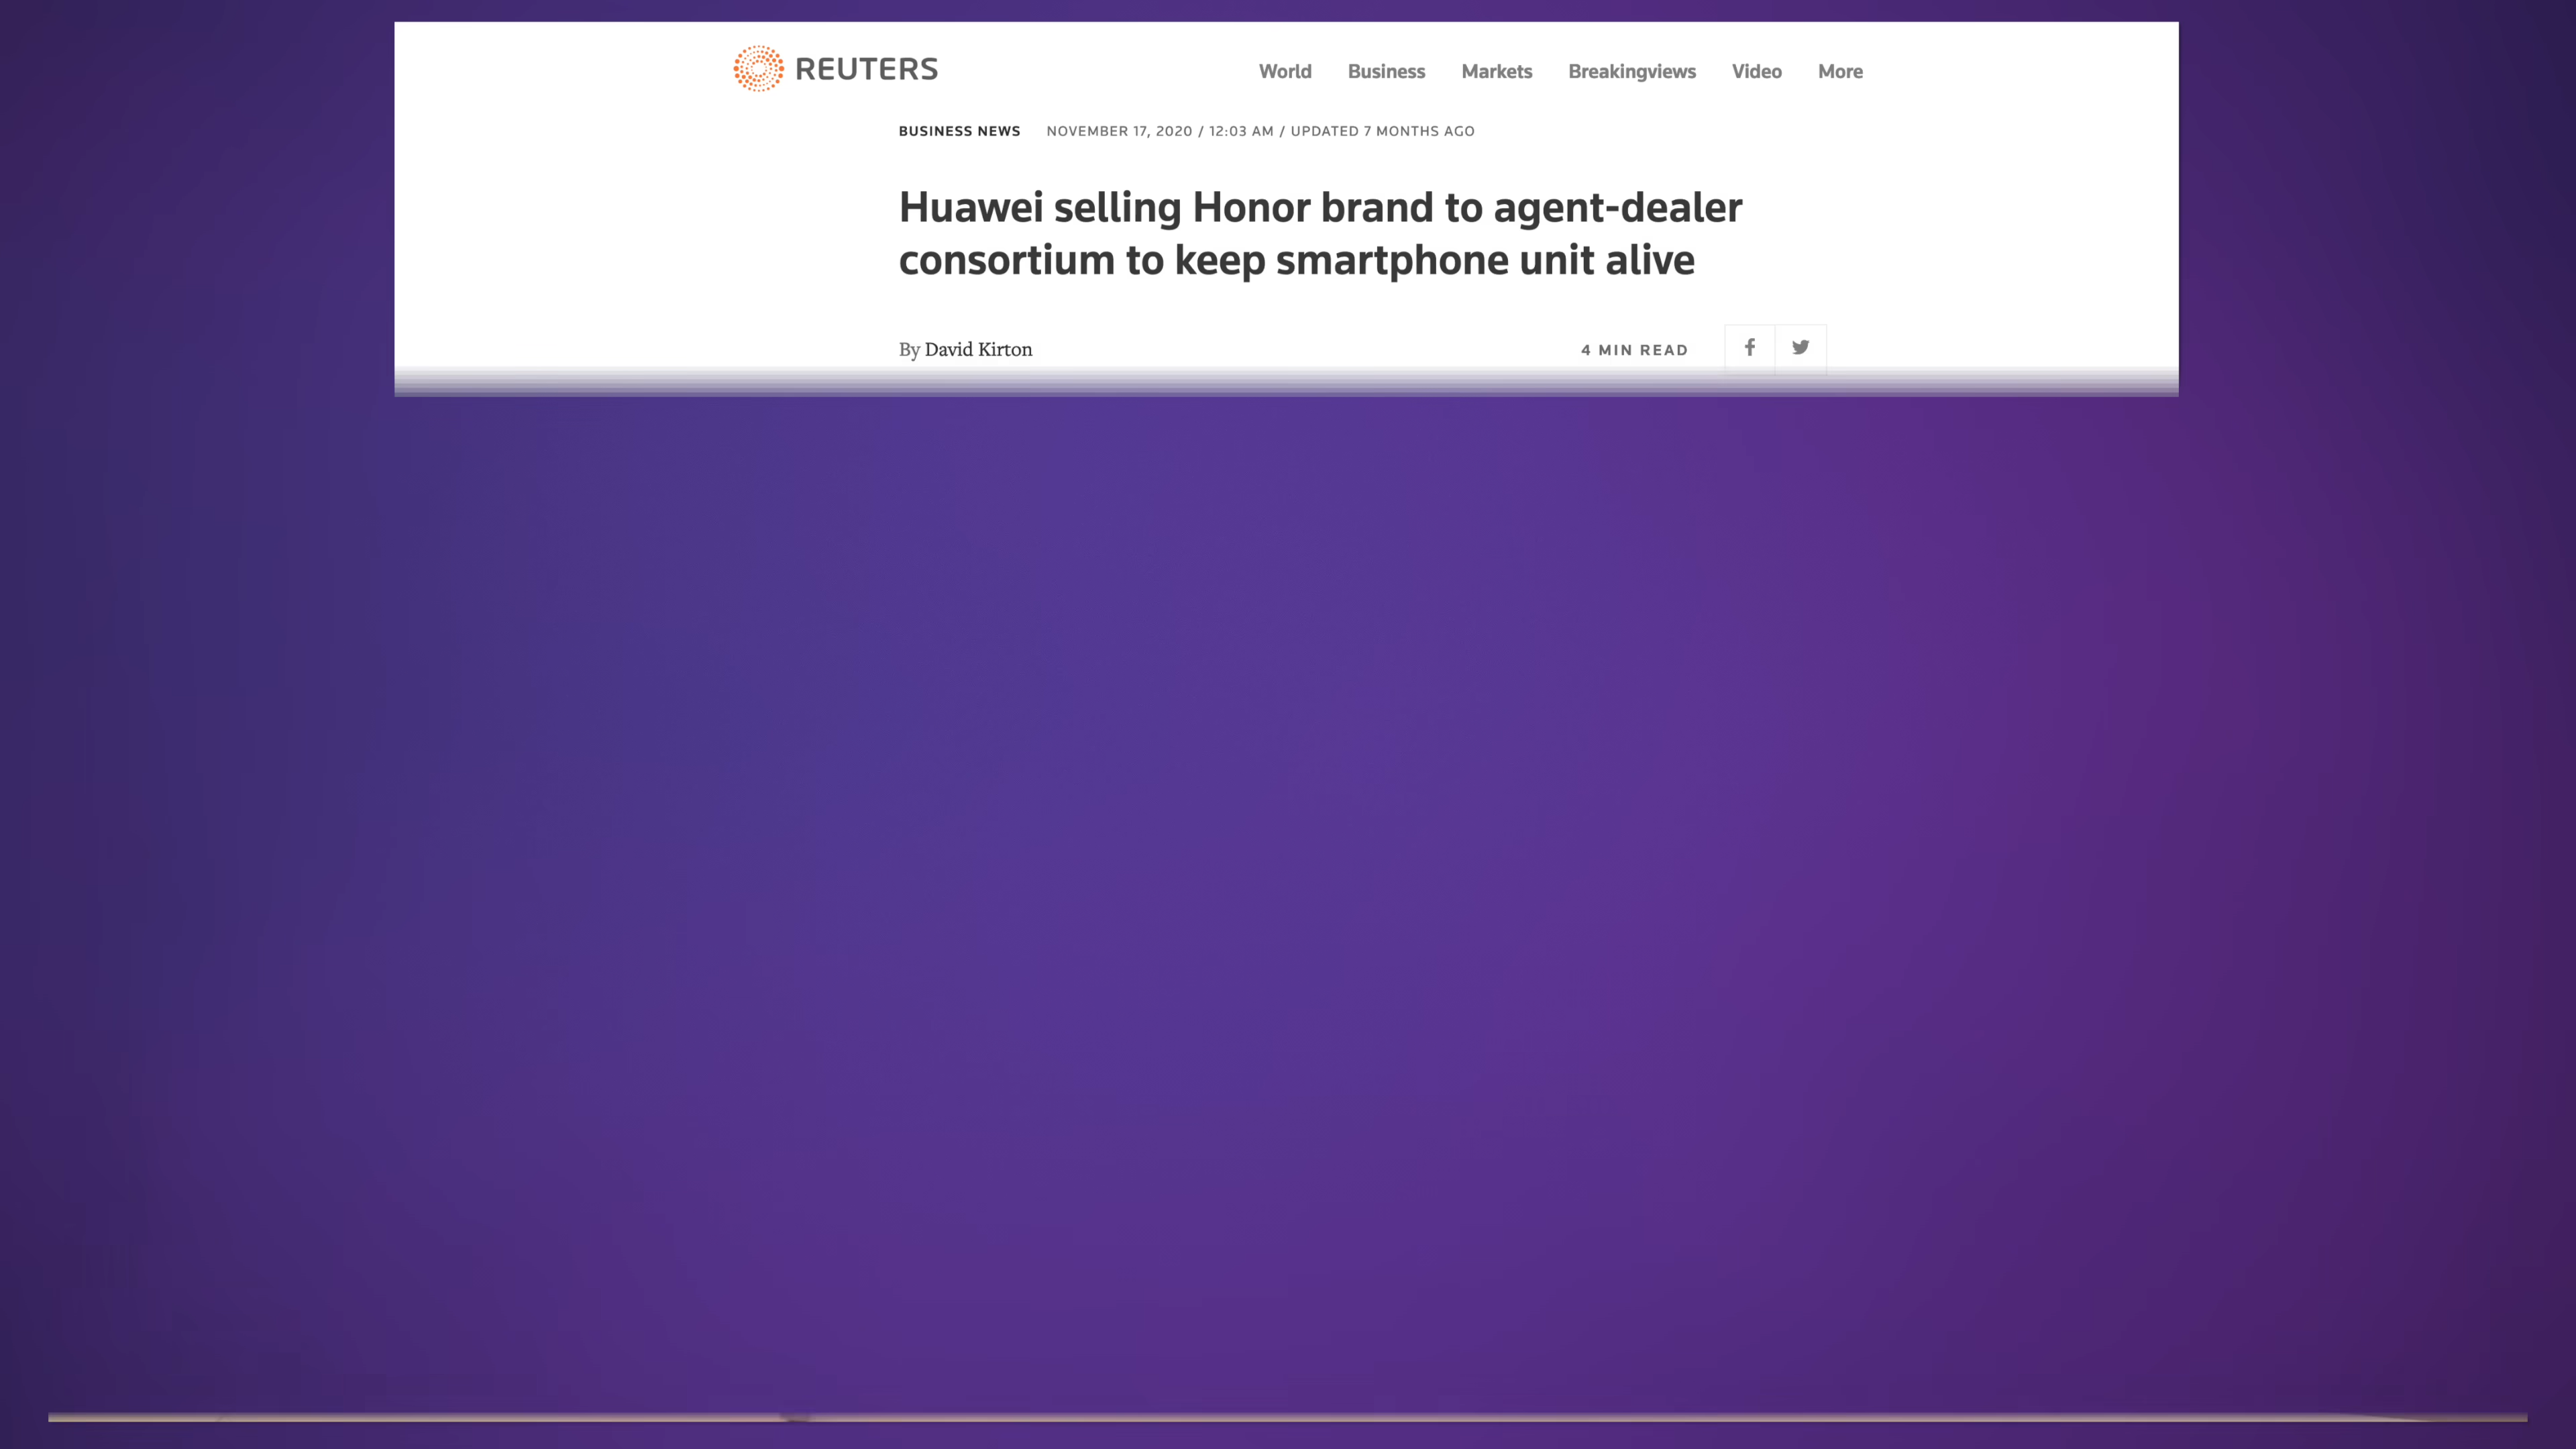 REUTERS
World Business Markets Breakingviews Video More
BUSINESS NEWS NOVEMBER 17, 2020 / 12:03 AM / UPDATED 7 MONTHS AGO
Huawei selling Honor brand to agent-dealer
consortium to keep smartphone unit alive
By David Kirton
4 MIN READ